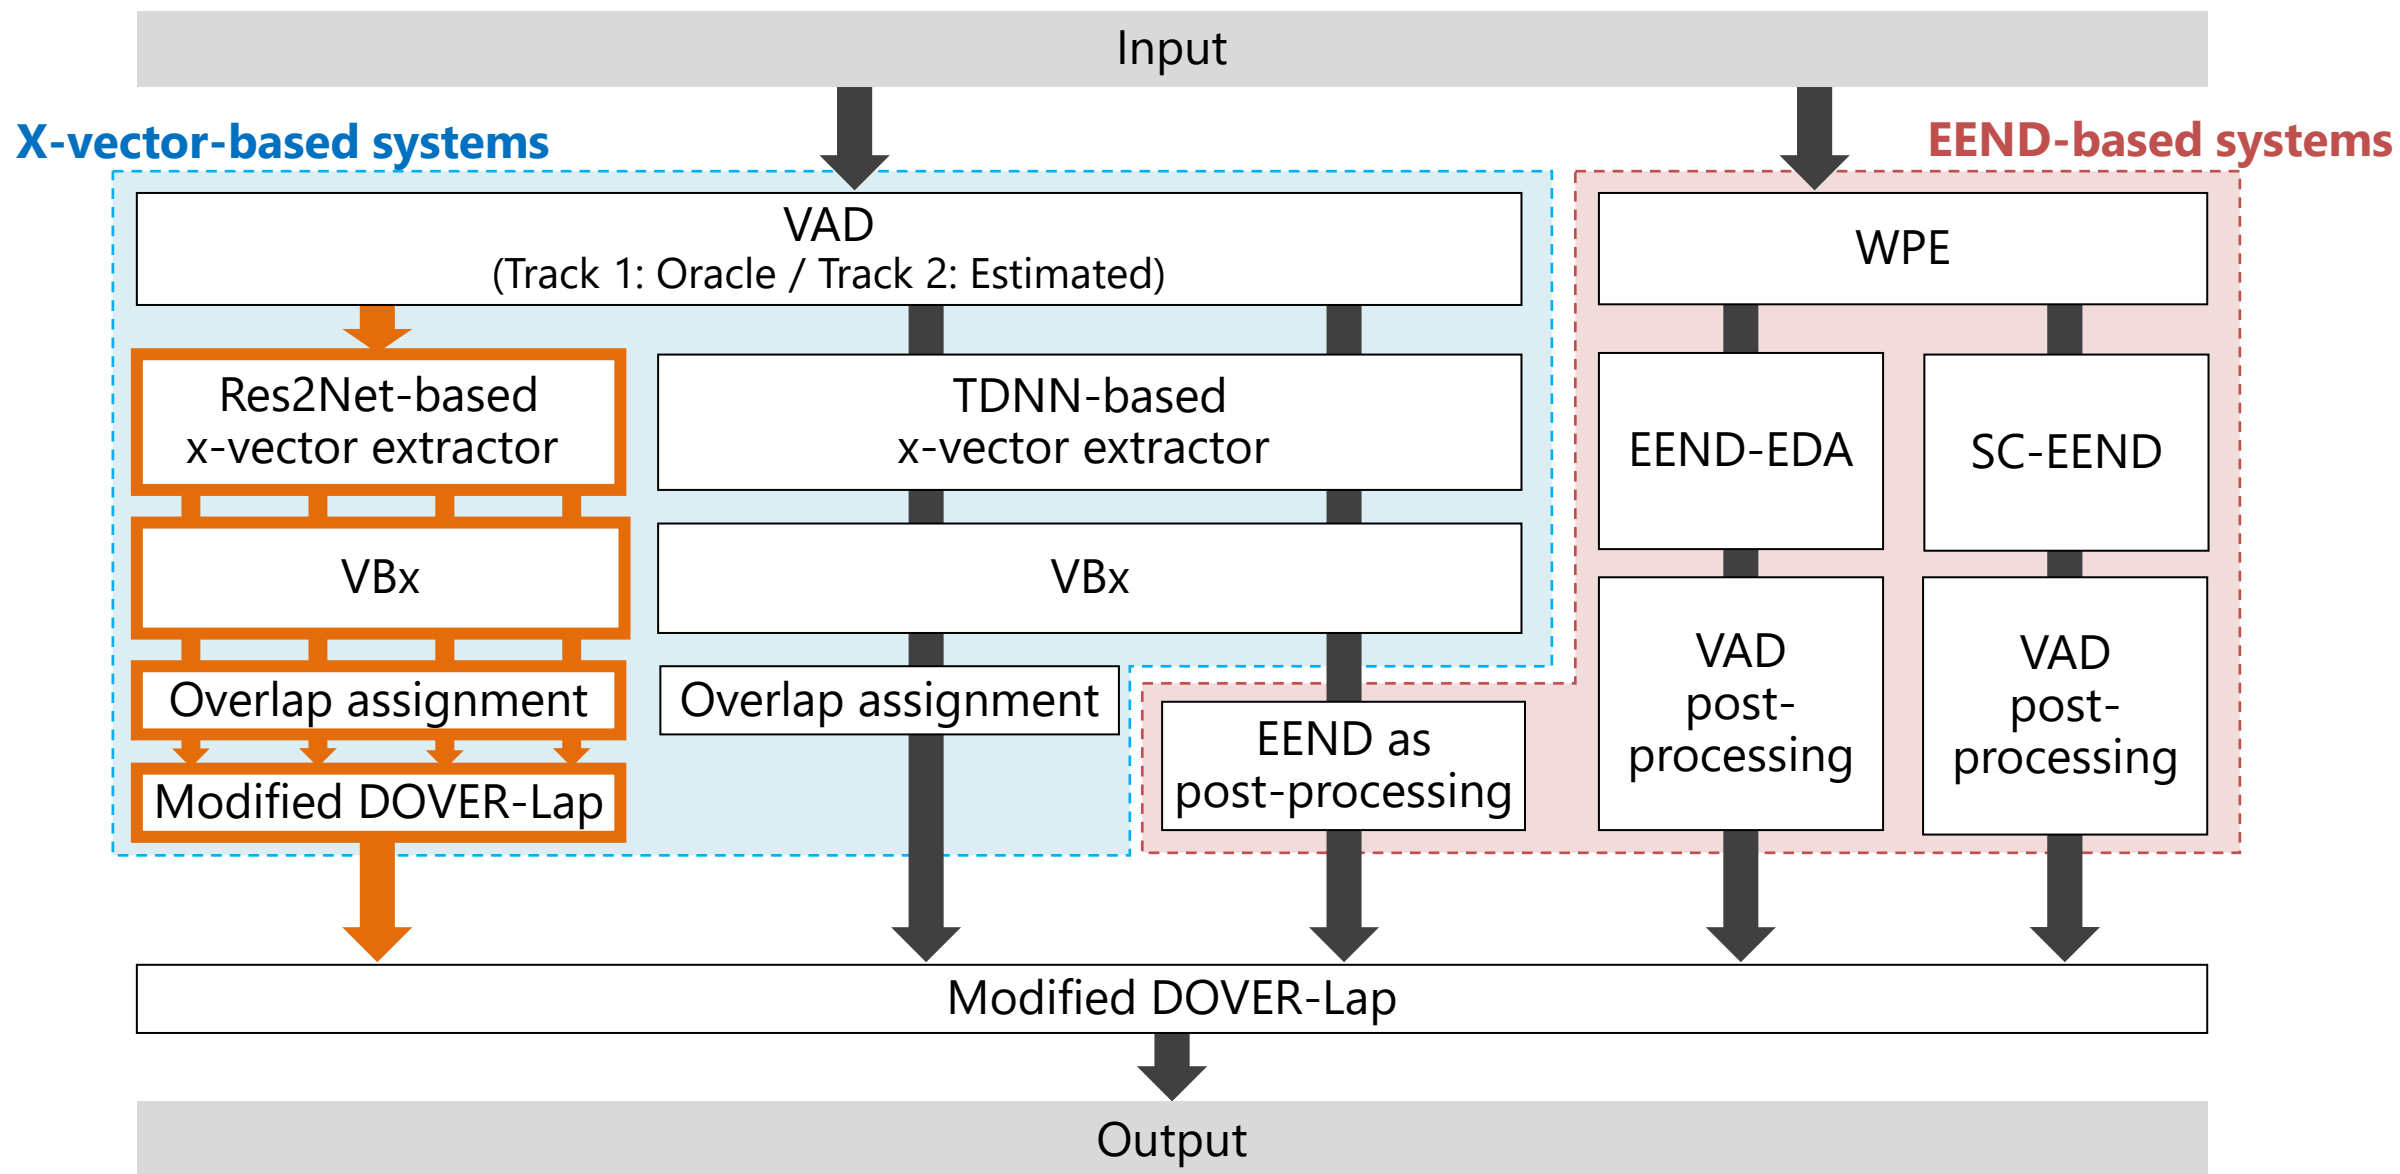 Input
X-vector-based systems
EEND-based systems
VAD
(Track 1: Oracle / Track 2: Estimated)
WPE
Res2Net-based
x-vector extractor
TDNN-based
x-vector extractor
EEND-EDA
SC-EEND
VBx
VBx
Overlap assignment
Overlap assignment
Modified DOVER-Lap
EEND as
post-processing
VAD
post-
processing
VAD
post-
processing
Modified DOVER-Lap
Output